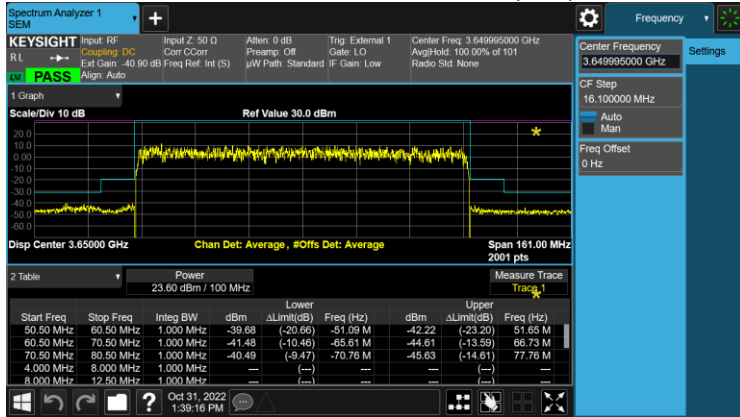 Spectrum Analyzer 1
SEM
Frequency
KEYSIGHT
RL
PASS
Input: RF
Coupling: DC
Ext Gain: -40.90 dB
Align: Auto
Input Z: 50 Ω
Corr CCorr
Freq Ref: Int (S)
Atten: 0 dB
Preamp: Off
µW Path: Standard
Trig: External 1
Gate: LO
IF Gain: Low
Center Freq: 3.649995000 GHz
Avg|Hold: 100.00% of 101
Radio Std: None
Center Frequency
3.649995000 GHz
Settings
CF Step
16.100000 MHz
Auto
Man
Freq Offset
0 Hz
1 Graph
Scale/Div 10 dB
Ref Value 30.0 dBm
20.0
10.0
0.00
-10.0
-20.0
-30.0
-40.0
-50.0
-60.0
Disp Center 3.65000 GHz
Chan Det: Average , #Offs Det: Average
Span 161.00 MHz
2001 pts
2 Table
Power
23.60 dBm / 100 MHz
Measure Trace
Trace 1
Lower Upper
Start Freq Stop Freq Integ BW dBm ΔLimit(dB) Freq (Hz) dBm ΔLimit(dB) Freq (Hz)
50.50 MHz 60.50 MHz 1.000 MHz -39.68 (-20.66) -51.09 M -42.22 (-23.20) 51.65 M
60.50 MHz 70.50 MHz 1.000 MHz -41.48 (-10.46) -65.61 M -44.61 (-13.59) 66.73 M
70.50 MHz 80.50 MHz 1.000 MHz -40.49 (-9.47) -70.76 M -45.63 (-14.61) 77.76 M
4.000 MHz 8.000 MHz 1.000 MHz --- (---) --- (---)
8.000 MHz 12.50 MHz 1.000 MHz --- (---) --- (---)
?
Oct 31, 2022
1:39:16 PM